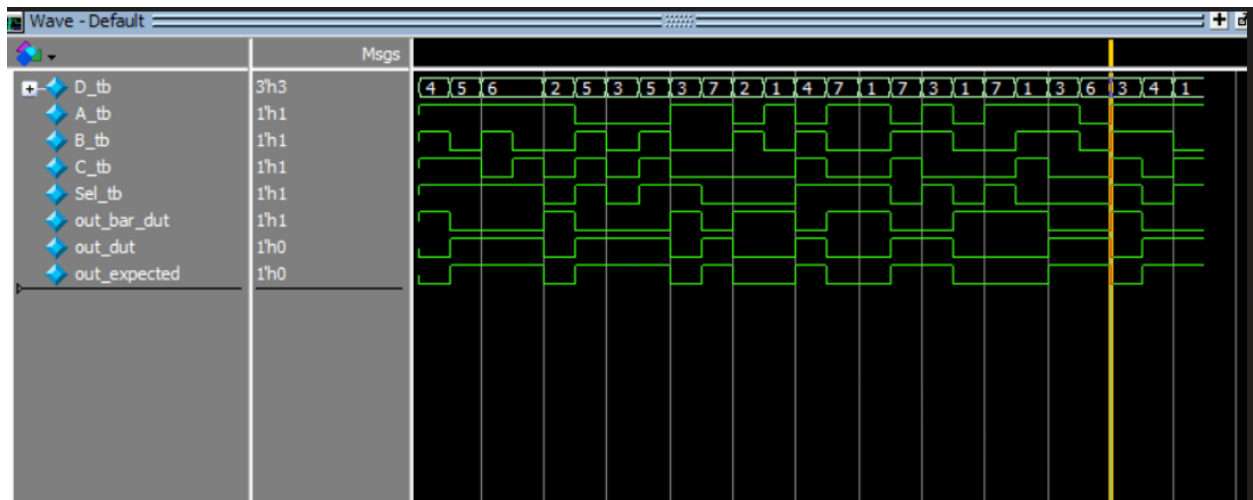 Wave - Default
Msgs
D_tb 3'h3 4 5 6 2 5 3 5 3 7 2 1 4 7 1 7 3 1 7 1 3 6 3 4 1
A_tb 1'h1
B_tb 1'h1
C_tb 1'h1
Sel_tb 1'h1
out_bar_dut 1'h1
out_dut 1'h0
out_expected 1'h0